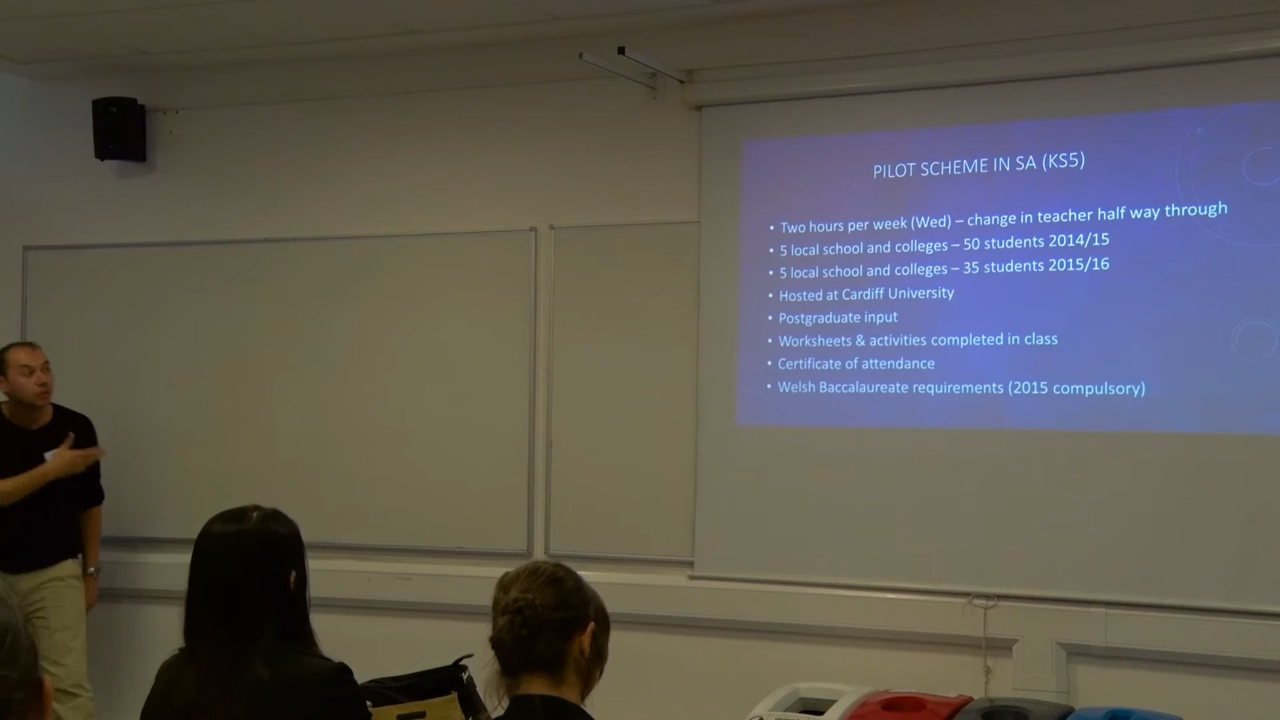 PILOT SCHEME IN SA (KS5)
• Two hours per week (Wed) – change in teacher half way through
• 5 local school and colleges – 50 students 2014/15
• 5 local school and colleges – 35 students 2015/16
• Hosted at Cardiff University
• Postgraduate input
• Worksheets & activities completed in class
• Certificate of attendance
• Welsh Baccalaureate requirements (2015 compulsory)